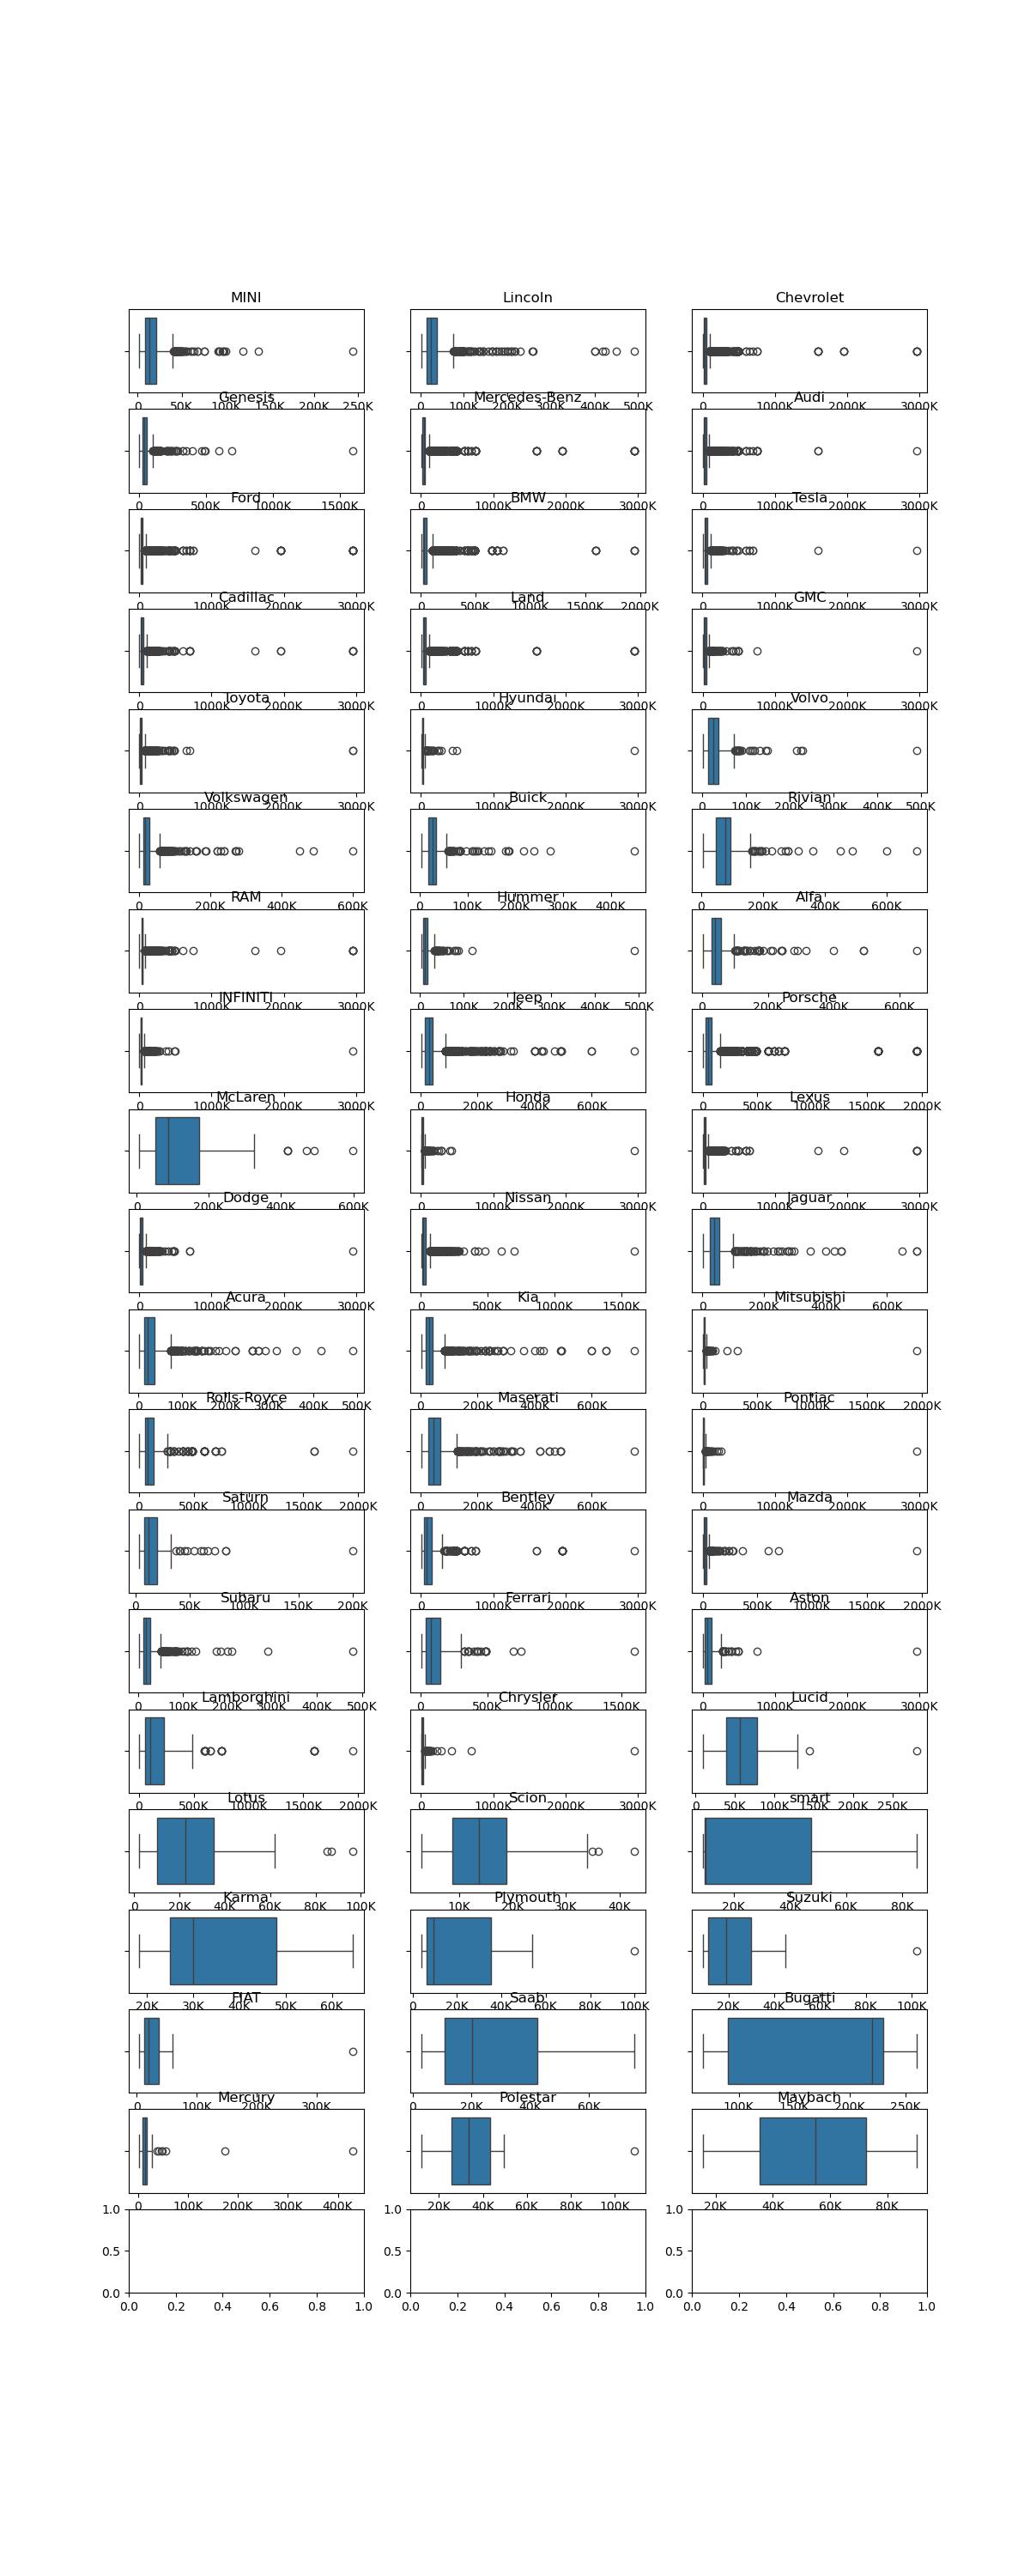 MINI Lincoln Chevrolet
0 50K 100K 150K 200K 250K 0 100K 200K 300K 400K 500K 0 1000K 2000K 3000K
Genesis Mercedes-Benz Audi
0 500K 1000K 1500K 0 1000K 2000K 3000K 0 1000K 2000K 3000K
Ford BMW Tesla
0 1000K 2000K 3000K 0 500K 1000K 1500K 2000K 0 1000K 2000K 3000K
Cadillac Land GMC
0 1000K 2000K 3000K 0 1000K 2000K 3000K 0 1000K 2000K 3000K
Toyota Hyundai Volvo
0 1000K 2000K 3000K 0 1000K 2000K 3000K 0 100K 200K 300K 400K 500K
Volkswagen Buick Rivian
0 200K 400K 600K 0 100K 200K 300K 400K 0 200K 400K 600K
RAM Hummer Alfa
0 1000K 2000K 3000K 0 100K 200K 300K 400K 500K 0 200K 400K 600K
INFINITI Jeep Porsche
0 1000K 2000K 3000K 0 200K 400K 600K 0 500K 1000K 1500K 2000K
McLaren Honda Lexus
0 200K 400K 600K 0 1000K 2000K 3000K 0 1000K 2000K 3000K
Dodge Nissan Jaguar
0 1000K 2000K 3000K 0 500K 1000K 1500K 0 200K 400K 600K
Acura Kia Mitsubishi
0 100K 200K 300K 400K 500K 0 200K 400K 600K 0 500K 1000K 1500K 2000K
Rolls-Royce Maserati Pontiac
0 500K 1000K 1500K 2000K 0 200K 400K 600K 0 1000K 2000K 3000K
Saturn Bentley Mazda
0 50K 100K 150K 200K 0 1000K 2000K 3000K 0 500K 1000K 1500K 2000K
Subaru Ferrari Aston
0 100K 200K 300K 400K 500K 0 500K 1000K 1500K 0 1000K 2000K 3000K
Lamborghini Chrysler Lucid
0 500K 1000K 1500K 2000K 0 1000K 2000K 3000K 0 50K 100K 150K 200K 250K
Lotus Scion smart
0 20K 40K 60K 80K 100K 10K 20K 30K 40K 20K 40K 60K 80K
Karma Plymouth Suzuki
20K 30K 40K 50K 60K 0 20K 40K 60K 80K 100K 20K 40K 60K 80K 100K
FIAT Saab Bugatti
0 100K 200K 300K 0 20K 40K 60K 100K 150K 200K 250K
Mercury Polestar Maybach
0 100K 200K 300K 400K 20K 40K 60K 80K 100K 20K 40K 60K 80K
1.0 1.0 1.0
0.5 0.5 0.5
0.0 0.0 0.0
0.0 0.2 0.4 0.6 0.8 1.0 0.0 0.2 0.4 0.6 0.8 1.0 0.0 0.2 0.4 0.6 0.8 1.0